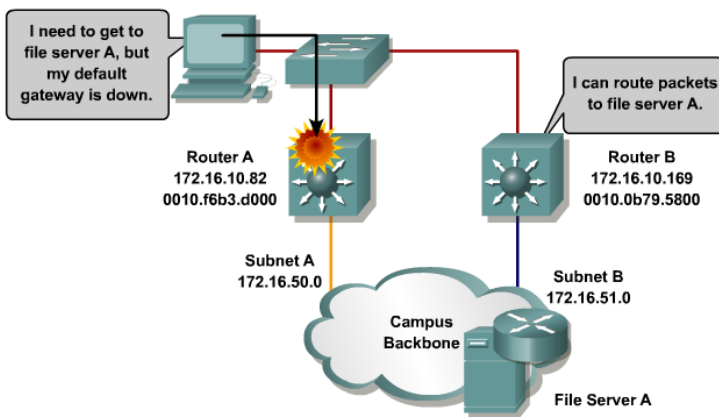 I need to get to
file server A, but
my default
gateway is down.
I can route packets
to file server A.
Router A
172.16.10.82
0010.f6b3.d000
Router B
172.16.10.169
0010.0b79.5800
Subnet A
172.16.50.0
Subnet B
172.16.51.0
Campus
Backbone
File Server A